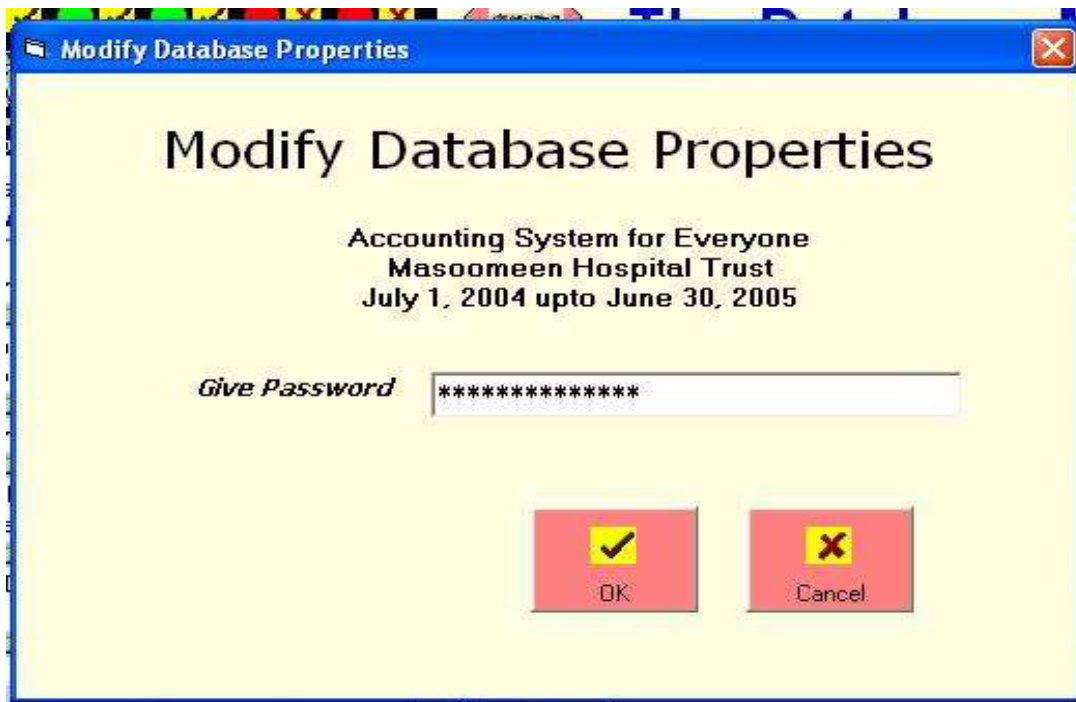 Modify Database Properties
Modify Database Properties
Accounting System for Everyone
Masoomeen Hospital Trust
July 1, 2004 upto June 30, 2005
Give Password
**************
OK
Cancel